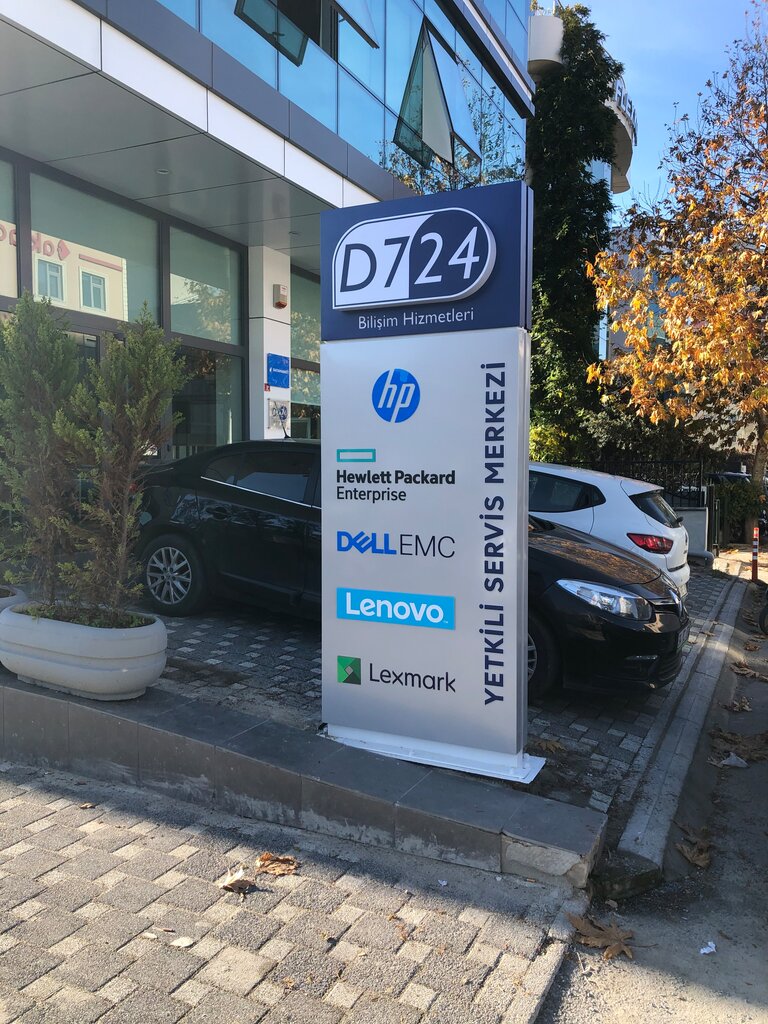 D724
Bilişim Hizmetleri
hp
Hewlett Packard
Enterprise
DELL EMC
Lenovo
Lexmark
YETKİLİ SERVİS MERKEZİ